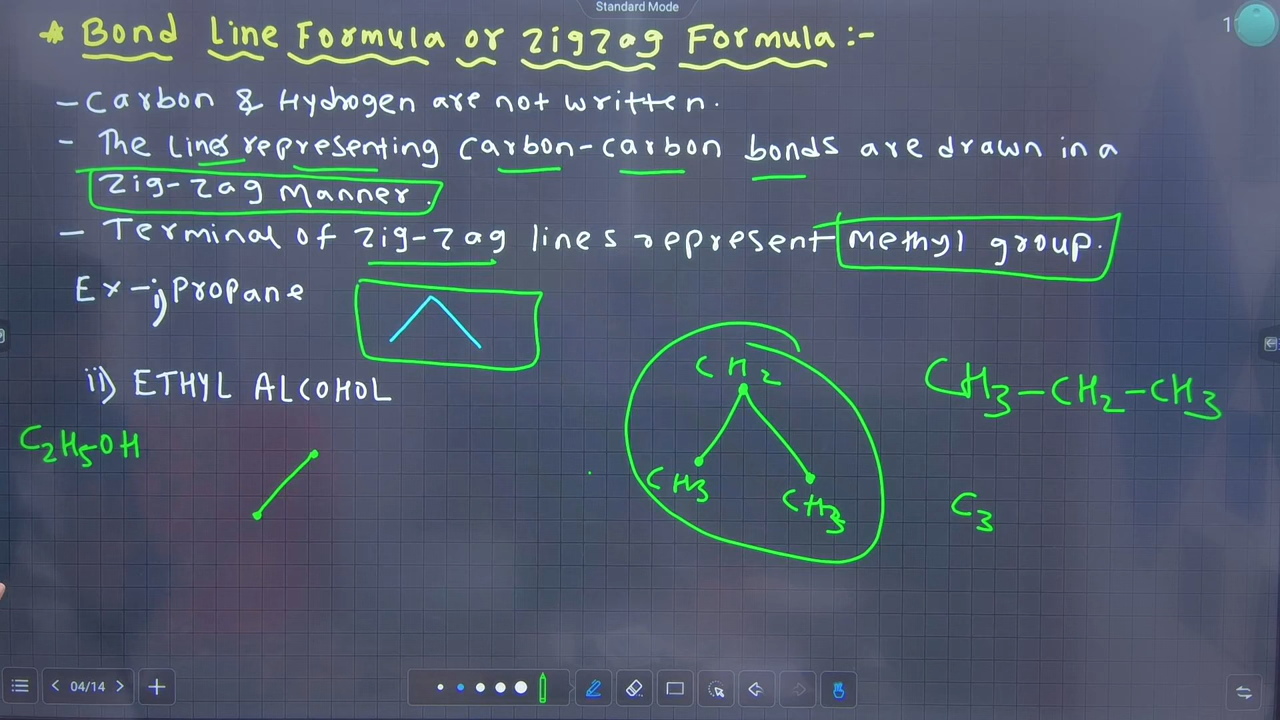 Standard Mode
* Bond Line Formula or ZigZag Formula:-
1
- Carbon & Hydrogen are not written.
- The Lines representing carbon-carbon bonds are drawn in a
Zig-Zag Manner.
- Terminal of Zig-Zag lines represent Methyl group.
Ex - i) Propane
ii) ETHYL ALCOHOL
C2H5OH
CH2
CH3 CH3
CH3-CH2-CH3
C3
04/14